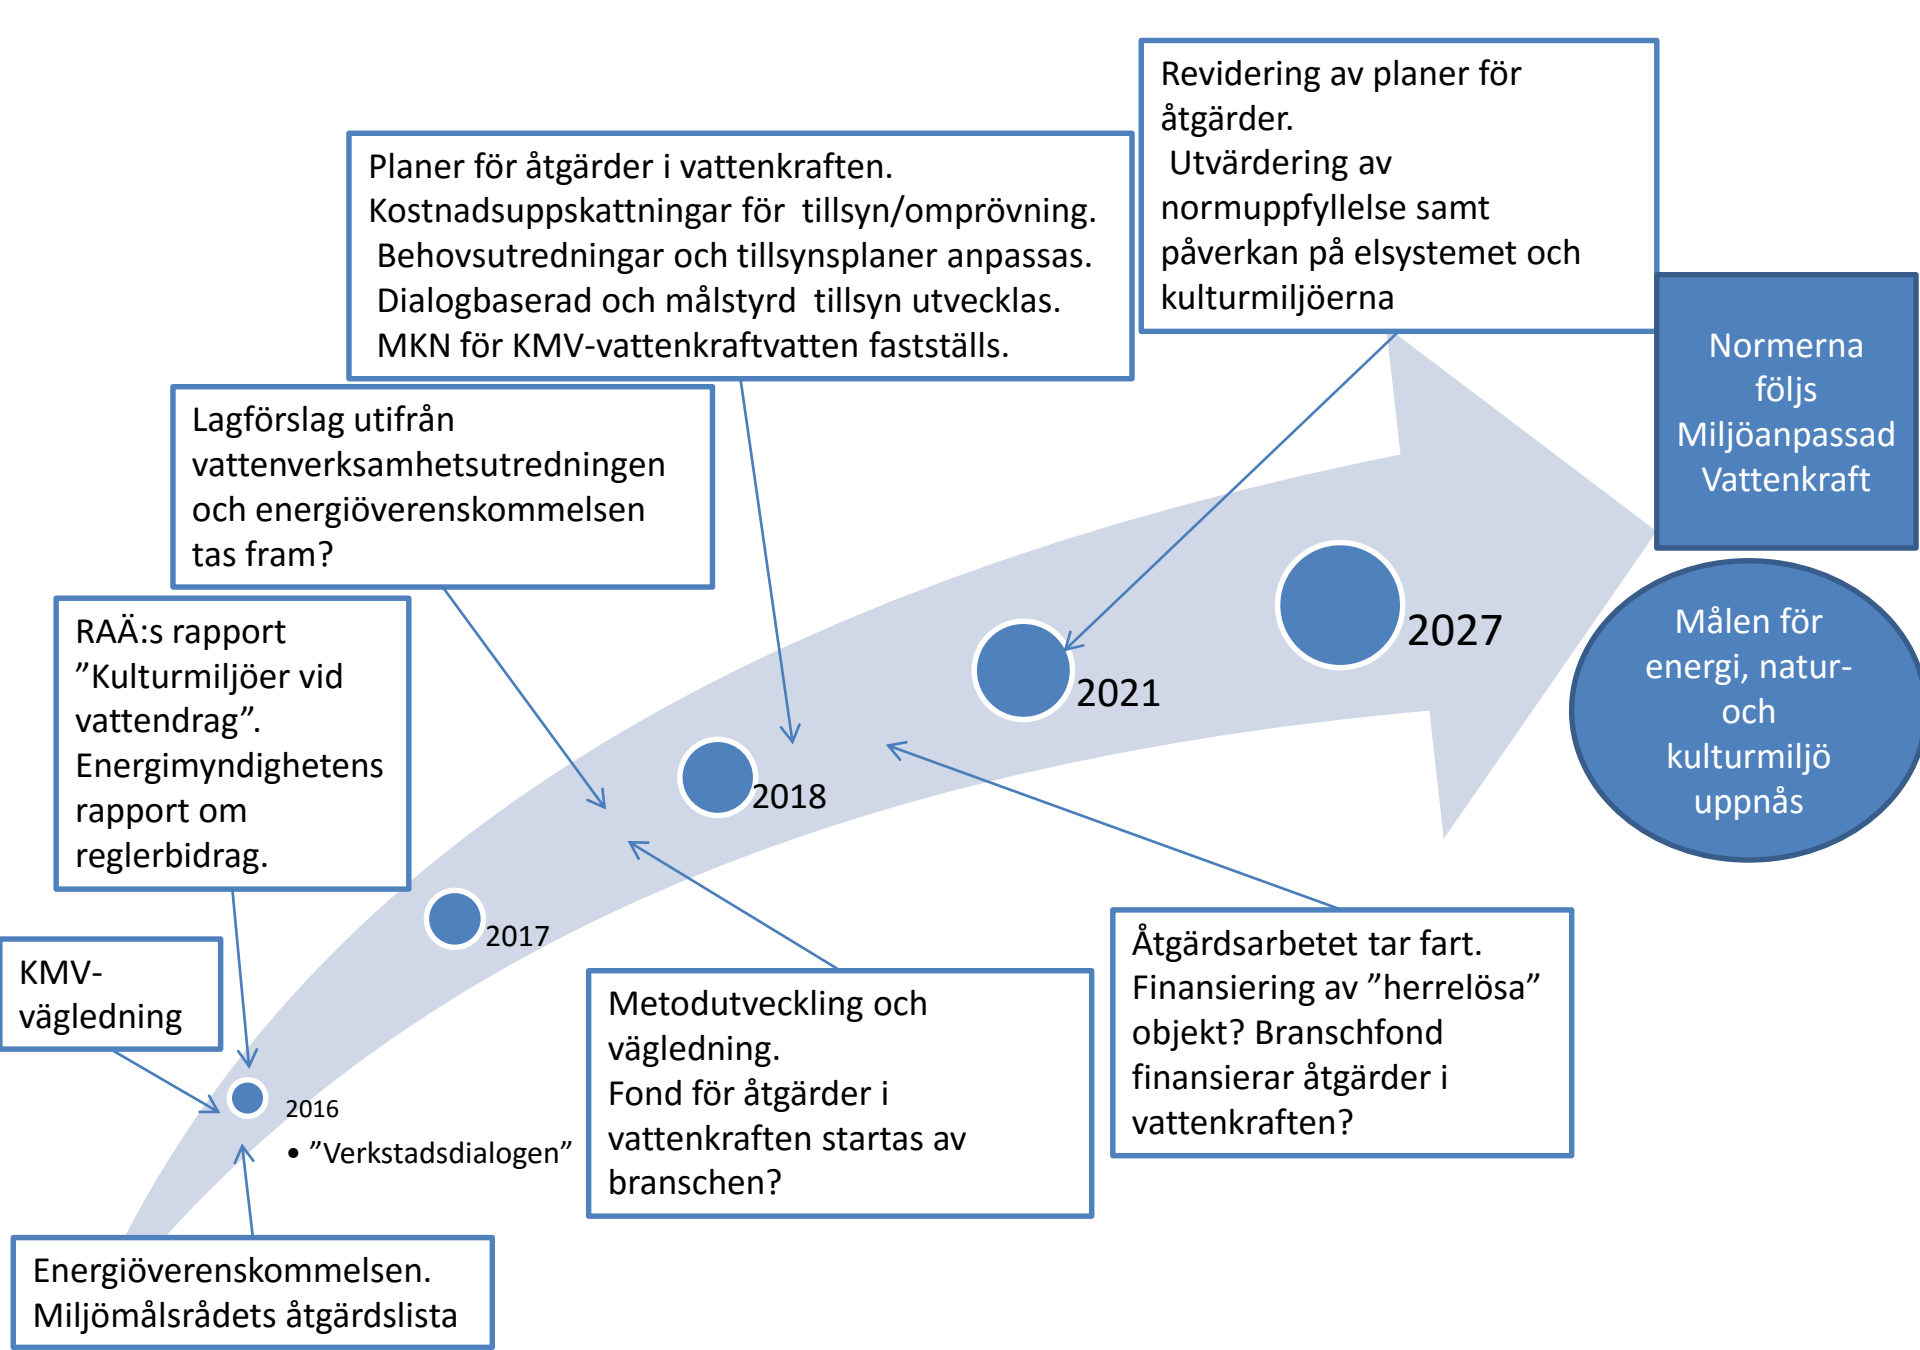 Revidering av planer för
åtgärder.
Utvärdering av
normuppfyllelse samt
påverkan på elsystemet och
kulturmiljöerna
Planer för åtgärder i vattenkraften.
Kostnadsuppskattningar för tillsyn/omprövning.
Behovsutredningar och tillsynsplaner anpassas.
Dialogbaserad och målstyrd tillsyn utvecklas.
MKN för KMV-vattenkraftvatten fastställs.
Normerna
följs
Miljöanpassad
Vattenkraft
Lagförslag utifrån
vattenverksamhetsutredningen
och energiöverenskommelsen
tas fram?
RAÄ:s rapport
”Kulturmiljöer vid
vattendrag”.
Energimyndighetens
rapport om
reglerbidrag.
Målen för
energi, natur-
och
kulturmiljö
uppnås
2027
2021
2018
2017
KMV-
vägledning
2016
• ”Verkstadsdialogen”
Metodutveckling och
vägledning.
Fond för åtgärder i
vattenkraften startas av
branschen?
Åtgärdsarbetet tar fart.
Finansiering av ”herrelösa”
objekt? Branschfond
finansierar åtgärder i
vattenkraften?
Energiöverenskommelsen.
Miljömålsrådets åtgärdslista